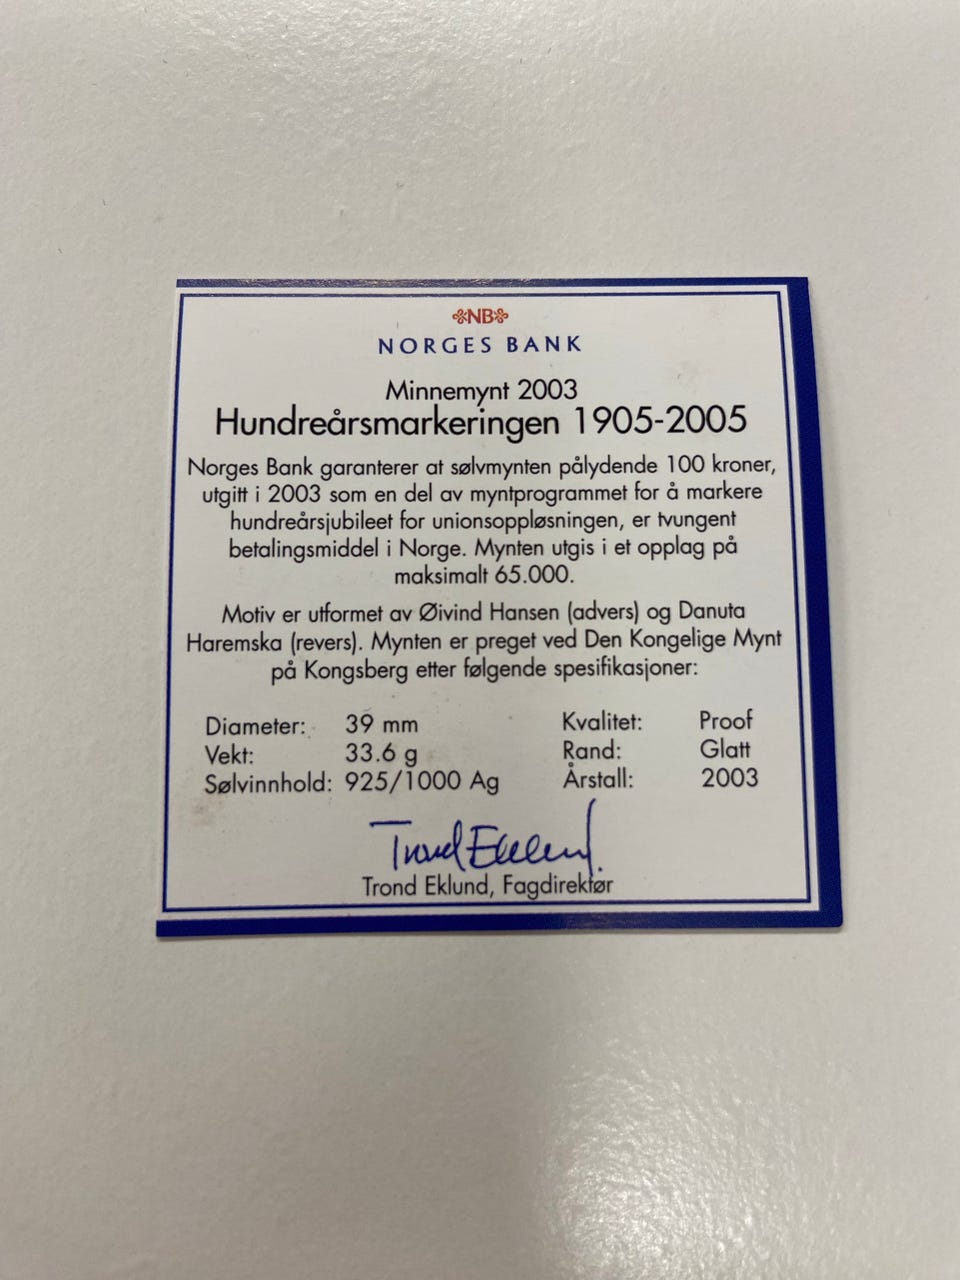 NB
NORGES BANK
Minnemynt 2003
Hundreårsmarkeringen 1905-2005
Norges Bank garanterer at sølvmynten pålydende 100 kroner,
utgitt i 2003 som en del av myntprogrammet for å markere
hundreårsjubileet for unionsoppløsningen, er tvungent
betalingsmiddel i Norge. Mynten utgis i et opplag på
maksimalt 65.000.
Motiv er utformet av Øivind Hansen (advers) og Danuta
Haremska (revers). Mynten er preget ved Den Kongelige Mynt
på Kongsberg etter følgende spesifikasjoner:
Diameter: 39 mm Kvalitet: Proof
Vekt: 33.6 g Rand: Glatt
Sølvinnhold: 925/1000 Ag Årstall: 2003
Trond Eklund
Trond Eklund, Fagdirektør